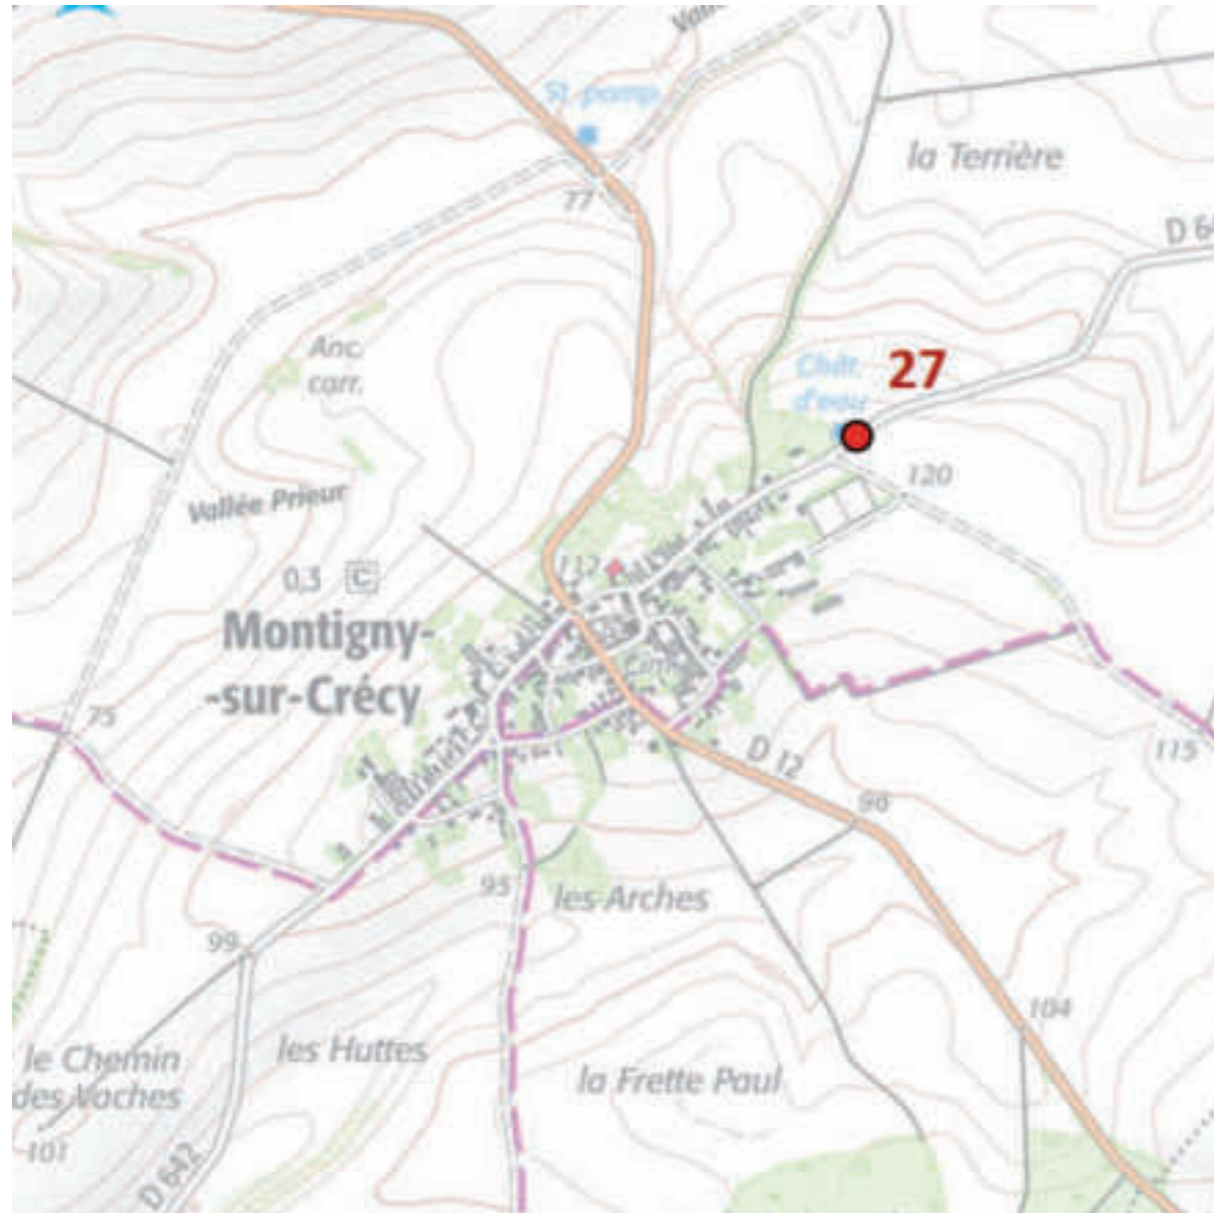 St. pomp.
la Terrière
77
D 64
Anc.
carr.
Chât.
d'eau
27
120
Vallée Prieur
112
0,3 C
Montigny-
-sur-Crécy
Cim.
75
115
D 12
98
95
les Arches
99
104
le Chemin
des Vaches
les Huttes
la Frette Paul
101
D 642